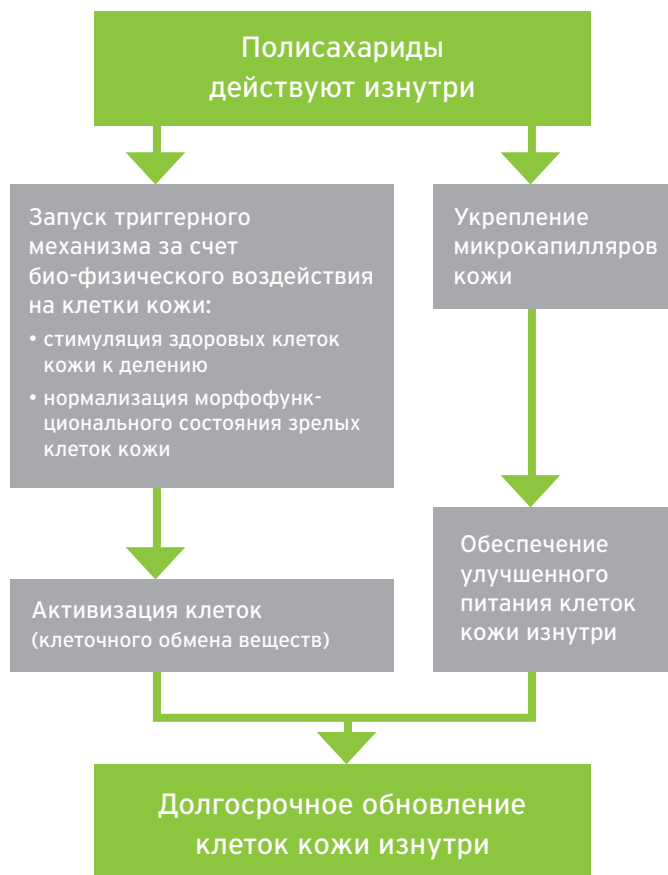 Полисахариды
действуют изнутри
Запуск триггерного
механизма за счет
био-физического воздействия
на клетки кожи:
• стимуляция здоровых клеток
кожи к делению
• нормализация морфофунк-
ционального состояния зрелых
клеток кожи
Укрепление
микрокапилляров
кожи
Активизация клеток
(клеточного обмена веществ)
Обеспечение
улучшенного
питания клеток
кожи изнутри
Долгосрочное обновление
клеток кожи изнутри